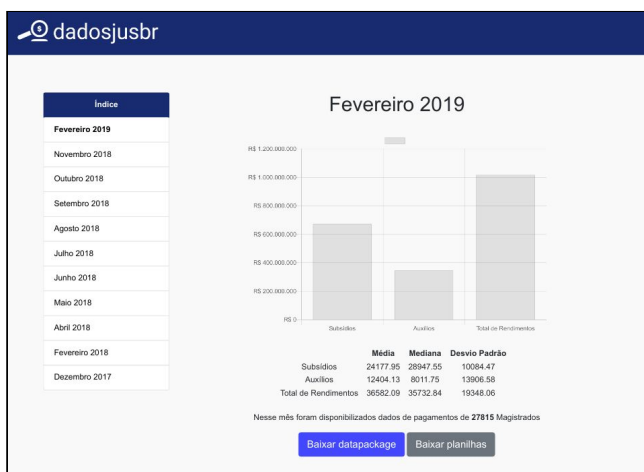 dadosjusbr
Índice
Fevereiro 2019
Novembro 2018
Outubro 2018
Setembro 2018
Agosto 2018
Julho 2018
Junho 2018
Maio 2018
Abril 2018
Fevereiro 2018
Dezembro 2017
Fevereiro 2019
R$ 1.200.000.000
R$ 1.000.000.000
R$ 800.000.000
R$ 600.000.000
R$ 400.000.000
R$ 200.000.000
R$ 0
Subsídios Auxílios Total de Rendimentos
Média Mediana Desvio Padrão
Subsídios 24177.95 28947.55 10084.47
Auxílios 12404.13 8011.75 13906.58
Total de Rendimentos 36582.09 35732.84 19348.06
Nesse mês foram disponibilizados dados de pagamentos de 27815 Magistrados
Baixar datapackage Baixar planilhas